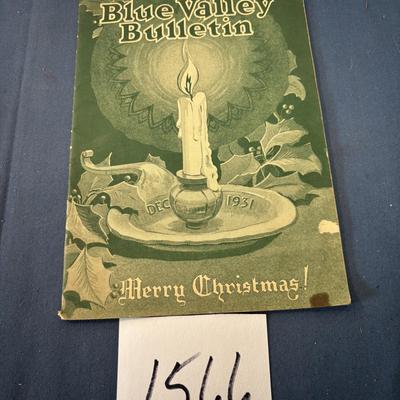 Blue Valley
Bulletin
DEC 1931
Merry Christmas!
1566